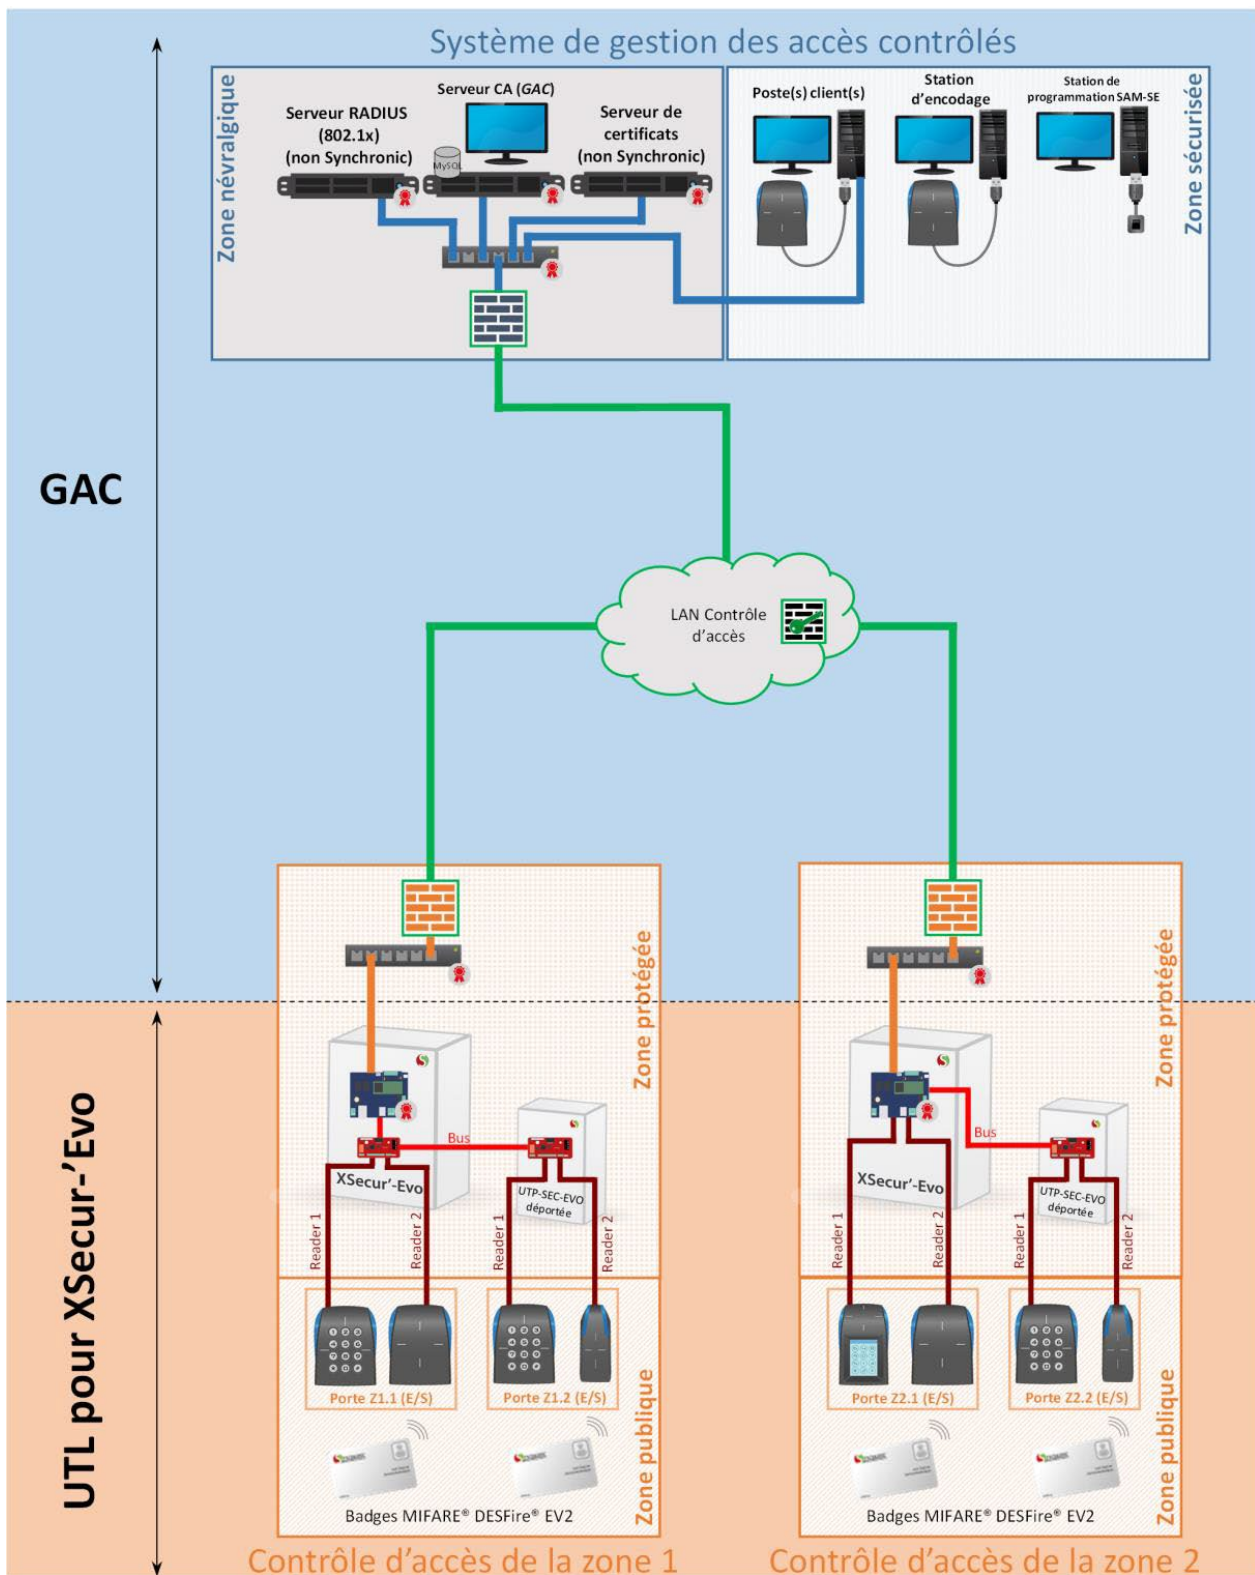 Système de gestion des accès contrôlés
Zone névralgique
Serveur RADIUS
(802.1x)
(non Synchronic)
Serveur CA (GAC)
MySQL
Serveur de
certificats
(non Synchronic)
Poste(s) client(s)
Station
d'encodage
Station de
programmation SAM-SE
Zone sécurisée
GAC
LAN Contrôle
d'accès
Zone protégée
Zone protégée
UTL pour XSecur-'Evo
Bus
XSecur'-Evo
UTP-SEC-EVO
déportée
Reader 1
Reader 2
Reader 1
Reader 2
Bus
XSecur'-Evo
UTP-SEC-EVO
déportée
Reader 1
Reader 2
Reader 1
Reader 2
Porte Z1.1 (E/S)
Porte Z1.2 (E/S)
Zone publique
Badges MIFARE® DESFire® EV2
Porte Z2.1 (E/S)
Porte Z2.2 (E/S)
Zone publique
Badges MIFARE® DESFire® EV2
Contrôle d'accès de la zone 1
Contrôle d'accès de la zone 2